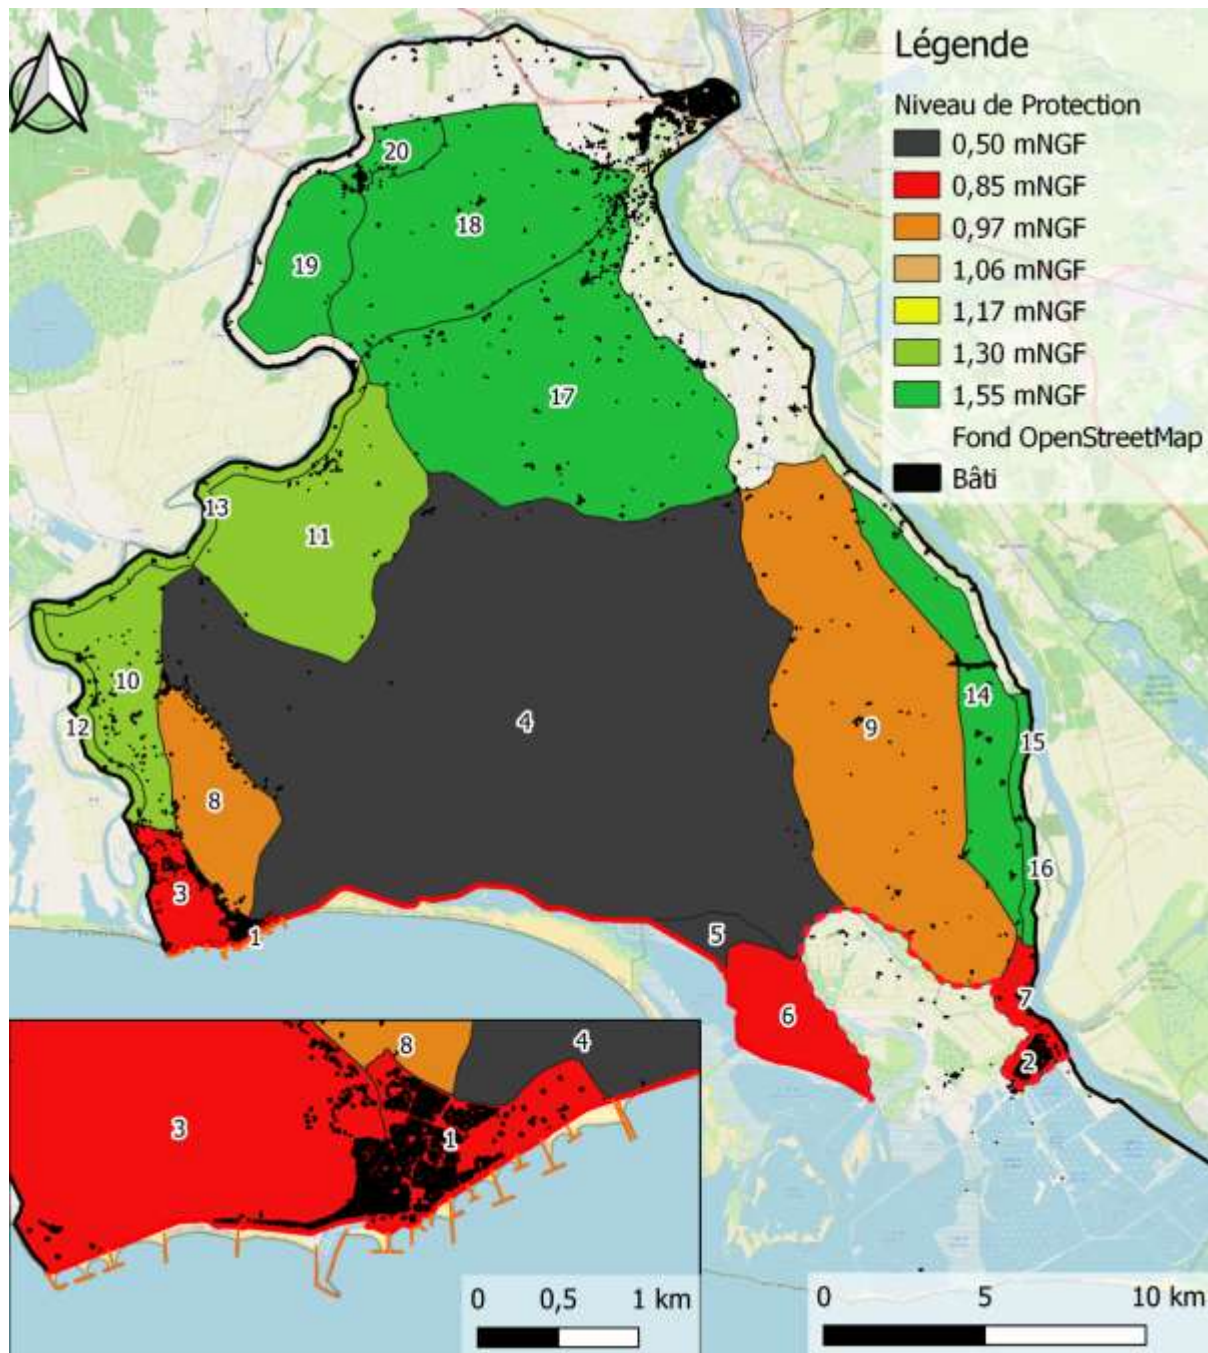 Légende
Niveau de Protection
0,50 mNGF
0,85 mNGF
0,97 mNGF
1,06 mNGF
1,17 mNGF
1,30 mNGF
1,55 mNGF
Fond OpenStreetMap
Bâti
20
18
19
17
13
11
10
4
14
12
9
15
8
16
3
1
5
7
6
2
8
4
3
1
0 0,5 1 km
0 5 10 km